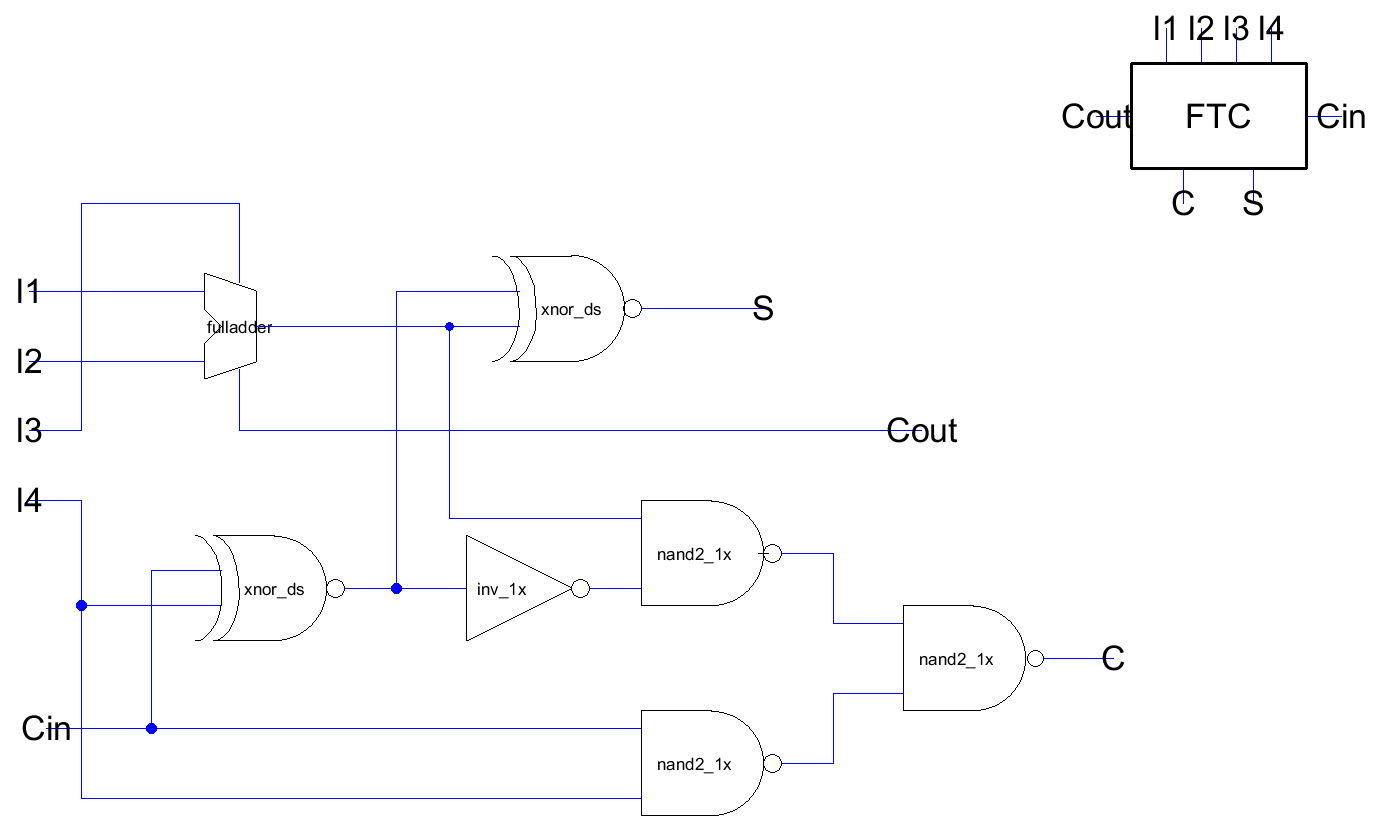 I1 I2 I3 I4
Cout FTC Cin
C S
I1
xnor_ds S
fulladder
I2
I3 Cout
I4
nand2_1x
xnor_ds inv_1x
nand2_1x C
Cin
nand2_1x